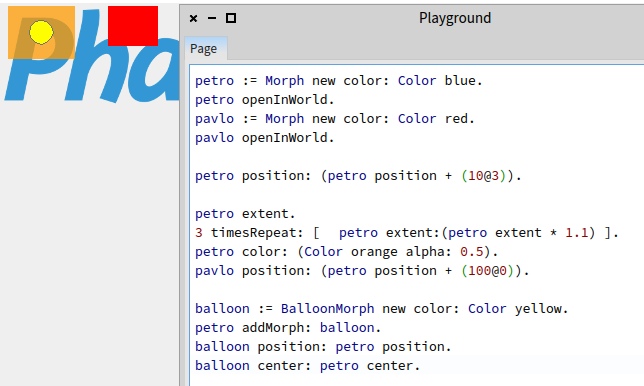 Pha
Playground
Page
petro := Morph new color: Color blue.
petro openInWorld.
pavlo := Morph new color: Color red.
pavlo openInWorld.
petro position: (petro position + (10@3)).
petro extent.
3 timesRepeat: [ petro extent:(petro extent * 1.1) ].
petro color: (Color orange alpha: 0.5).
pavlo position: (petro position + (100@0)).
balloon := BalloonMorph new color: Color yellow.
petro addMorph: balloon.
balloon position: petro position.
balloon center: petro center.